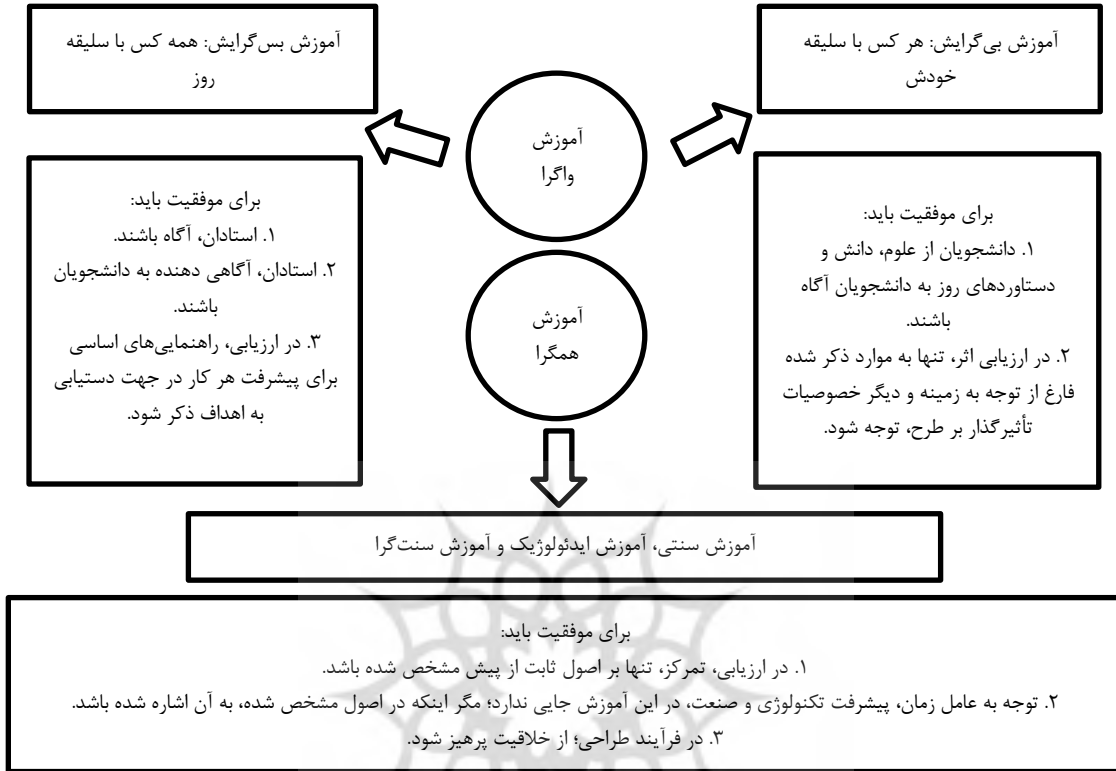 آموزش بی‌گرایش: هر کس با سلیقه
خودش
آموزش بس‌گرایش: همه کس با سلیقه
روز
آموزش
واگرا
برای موفقیت باید:
۱. دانشجویان از علوم، دانش و
دستاوردهای روز به دانشجویان آگاه
باشند.
۲. در ارزیابی اثر، تنها به موارد ذکر شده
فارغ از توجه به زمینه و دیگر خصوصیات
تأثیرگذار بر طرح، توجه شود.
برای موفقیت باید:
۱. استادان، آگاه باشند.
۲. استادان، آگاهی دهنده به دانشجویان
باشند.
۳. در ارزیابی، راهنمایی‌های اساسی
برای پیشرفت هر کار در جهت دستیابی
به اهداف ذکر شود.
آموزش
همگرا
آموزش سنتی، آموزش ایدئولوژیک و آموزش سنت‌گرا
برای موفقیت باید:
۱. در ارزیابی، تمرکز، تنها بر اصول ثابت از پیش مشخص شده باشد.
۲. توجه به عامل زمان، پیشرفت تکنولوژی و صنعت، در این آموزش جایی ندارد؛ مگر اینکه در اصول مشخص شده، به آن اشاره شده باشد.
۳. در فرآیند طراحی؛ از خلاقیت پرهیز شود.